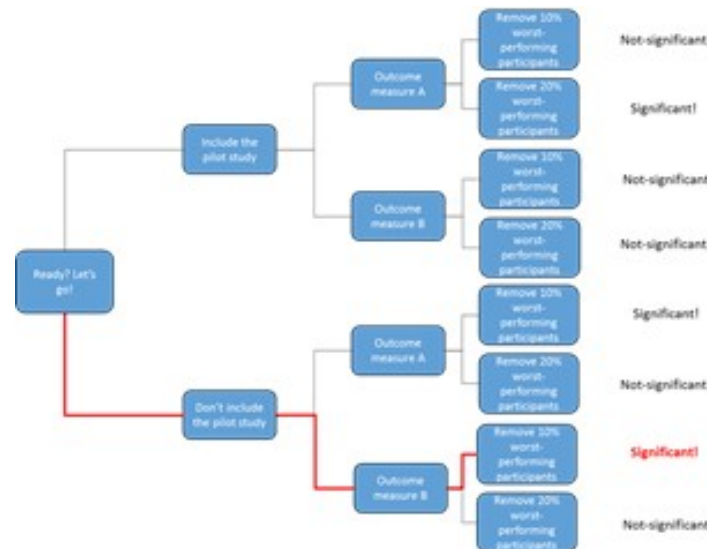 Ready? Let's
go!
Include the
pilot study
Outcome
measure A
Remove 10%
worst-
performing
participants
Not-significant
Remove 20%
worst-
performing
participants
Significant!
Outcome
measure B
Remove 10%
worst-
performing
participants
Not-significant
Remove 20%
worst-
performing
participants
Not-significant
Don't include
the pilot study
Outcome
measure A
Remove 10%
worst-
performing
participants
Significant!
Remove 20%
worst-
performing
participants
Not-significant
Outcome
measure B
Remove 10%
worst-
performing
participants
Significant!
Remove 20%
worst-
performing
participants
Not-significant